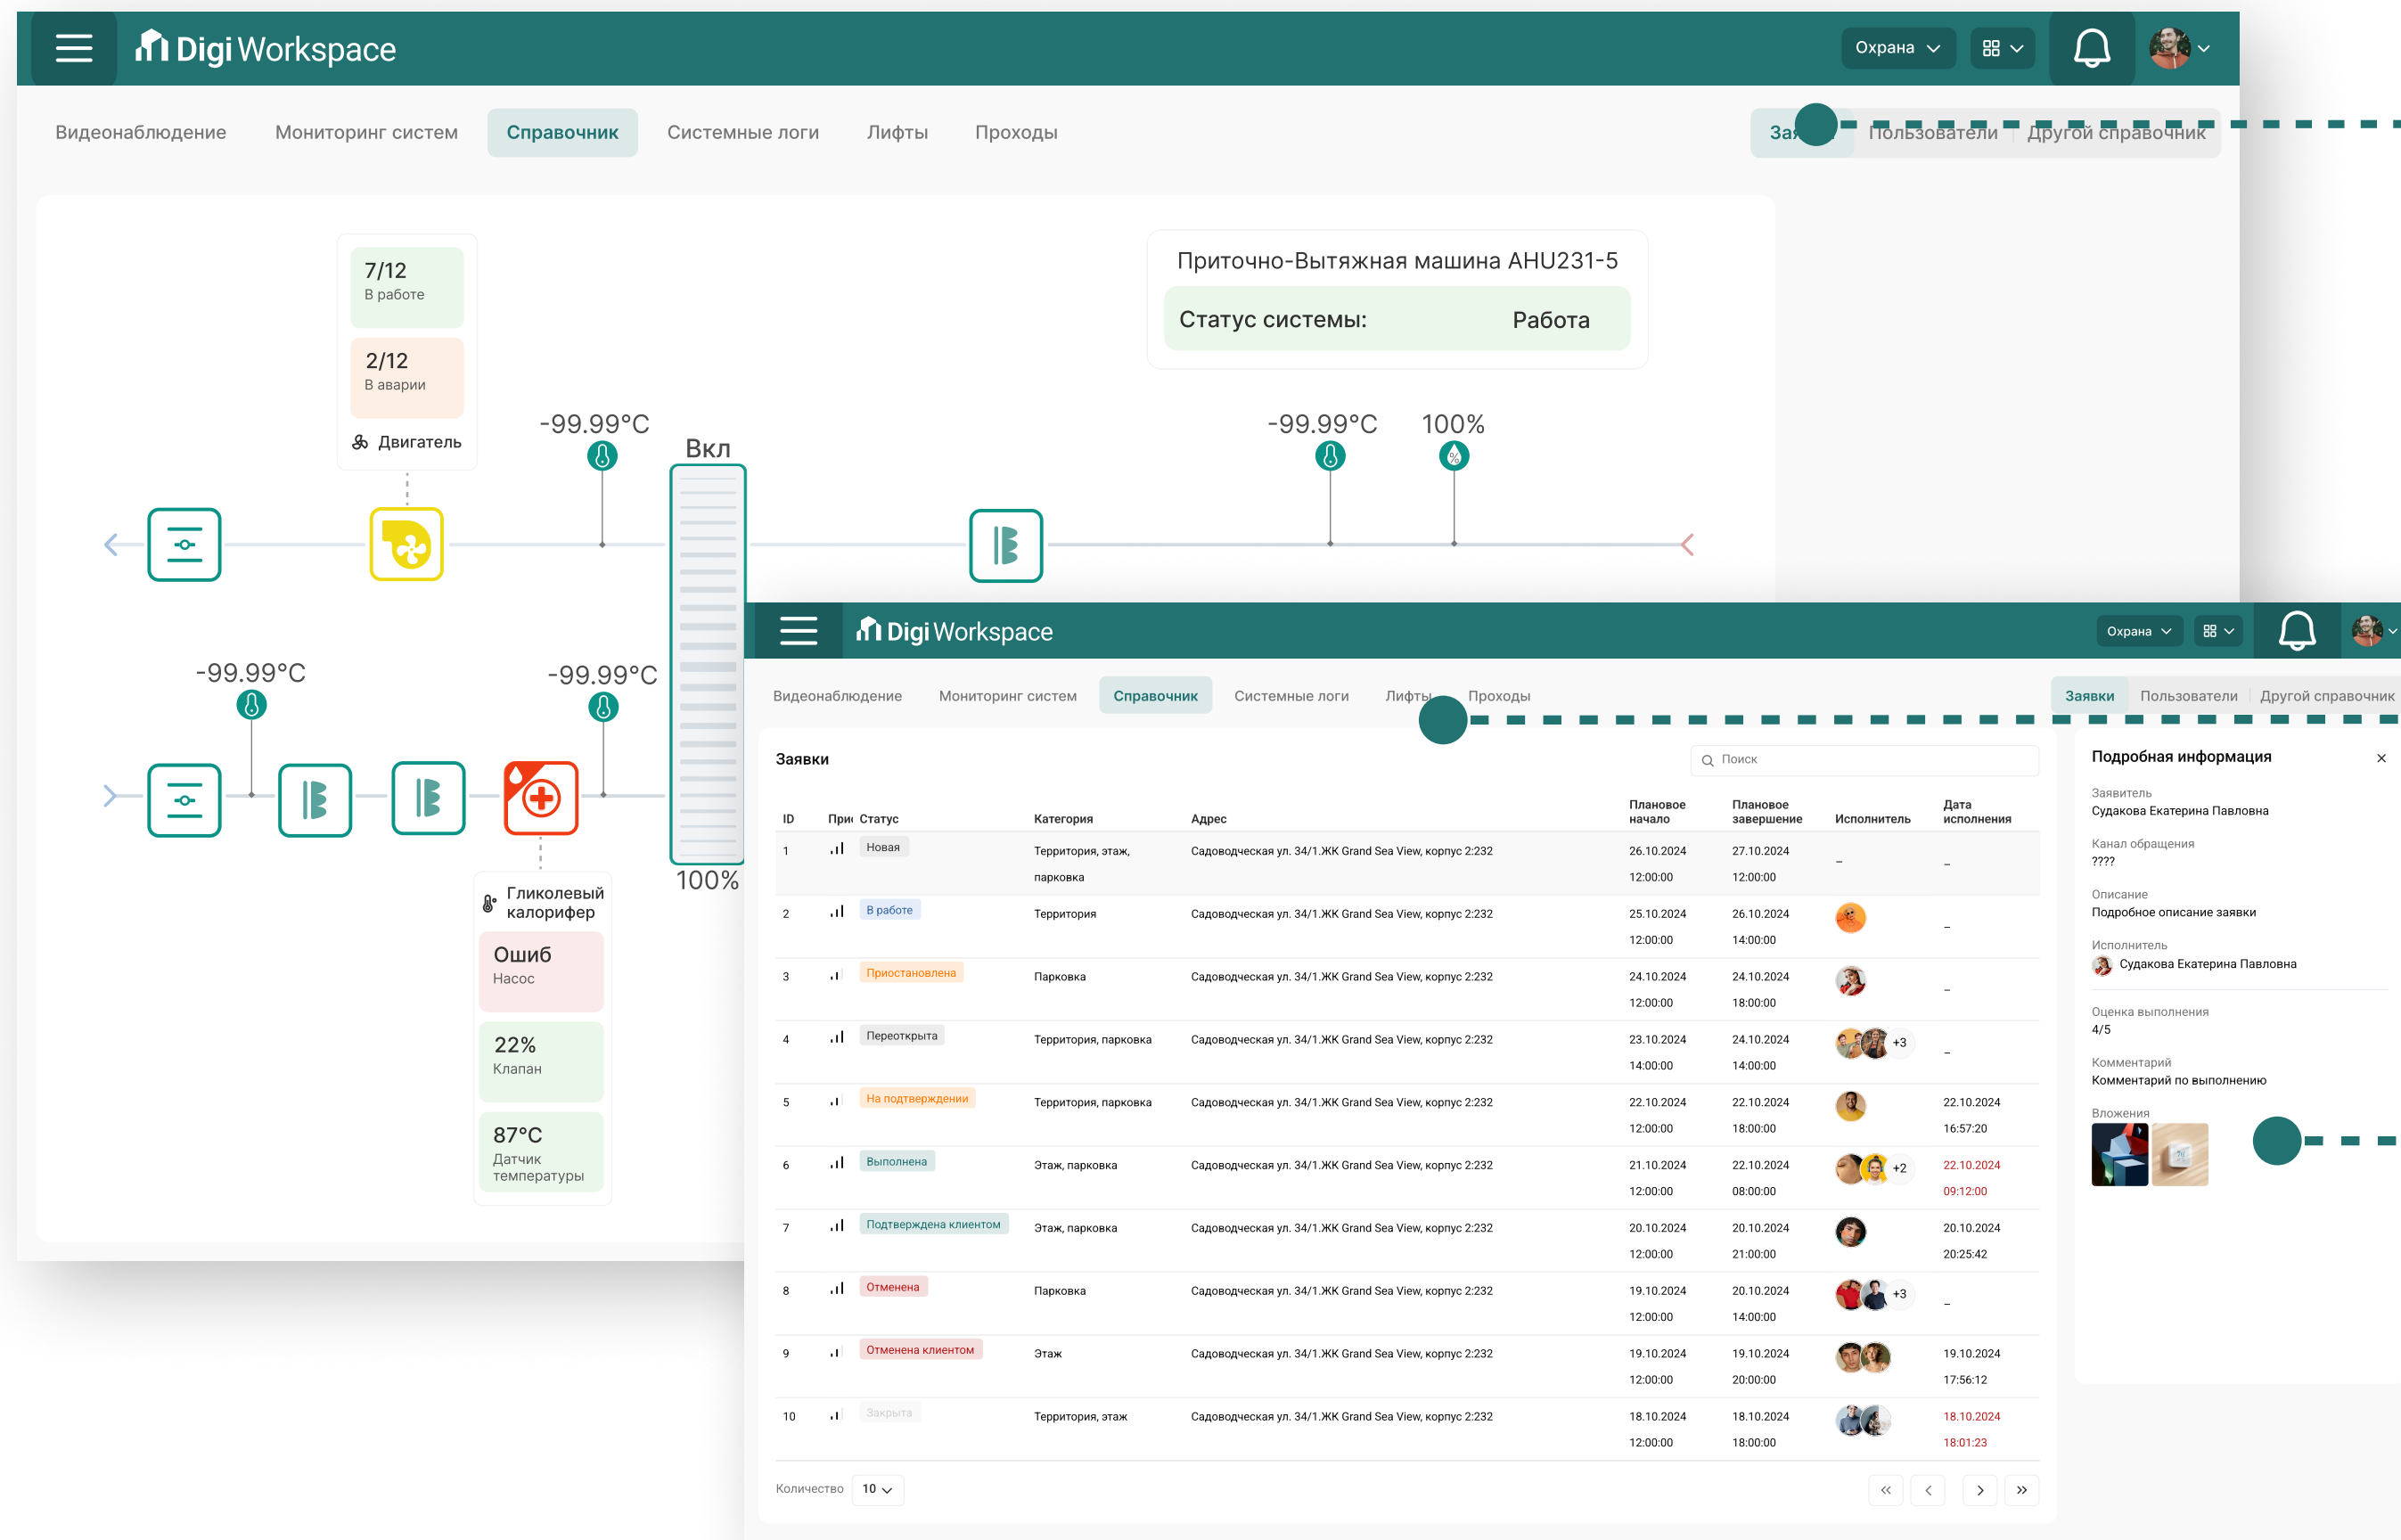 Digi Workspace
Охрана
Видеонаблюдение
Мониторинг систем
Справочник
Системные логи
Лифты
Проходы
Пользователи
Другой справочник
7/12
В работе
2/12
В аварии
Двигатель
Приточно-Вытяжная машина AHU231-5
Статус системы: Работа
-99.99°C
Вкл
-99.99°C
100%
%
-99.99°C
-99.99°C
100%
Гликолевый
калорифер
Ошиб
Насос
22%
Клапан
87°C
Датчик
температуры
Digi Workspace
Охрана
Видеонаблюдение
Мониторинг систем
Справочник
Системные логи
Лифты
Проходы
Заявки
Пользователи
Другой справочник
Заявки
Поиск
ID При Статус Категория Адрес Плановое начало Плановое завершение Исполнитель Дата исполнения
1 Новая Территория, этаж, Садоводческая ул. 34/1.ЖК Grand Sea View, корпус 2:232 26.10.2024 27.10.2024 – –
парковка 12:00:00 12:00:00
2 В работе Территория Садоводческая ул. 34/1.ЖК Grand Sea View, корпус 2:232 25.10.2024 26.10.2024 –
12:00:00 14:00:00
3 Приостановлена Парковка Садоводческая ул. 34/1.ЖК Grand Sea View, корпус 2:232 24.10.2024 24.10.2024 –
12:00:00 18:00:00
4 Переоткрыта Территория, парковка Садоводческая ул. 34/1.ЖК Grand Sea View, корпус 2:232 23.10.2024 24.10.2024 +3 –
14:00:00 14:00:00
5 На подтверждении Территория, парковка Садоводческая ул. 34/1.ЖК Grand Sea View, корпус 2:232 22.10.2024 22.10.2024 22.10.2024
12:00:00 18:00:00 16:57:20
6 Выполнена Этаж, парковка Садоводческая ул. 34/1.ЖК Grand Sea View, корпус 2:232 21.10.2024 22.10.2024 +2 22.10.2024
12:00:00 08:00:00 09:12:00
7 Подтверждена клиентом Этаж, парковка Садоводческая ул. 34/1.ЖК Grand Sea View, корпус 2:232 20.10.2024 20.10.2024 20.10.2024
12:00:00 21:00:00 20:25:42
8 Отменена Парковка Садоводческая ул. 34/1.ЖК Grand Sea View, корпус 2:232 19.10.2024 20.10.2024 +3 –
12:00:00 14:00:00
9 Отменена клиентом Этаж Садоводческая ул. 34/1.ЖК Grand Sea View, корпус 2:232 19.10.2024 19.10.2024 19.10.2024
12:00:00 20:00:00 17:56:12
10 Закрыта Территория, этаж Садоводческая ул. 34/1.ЖК Grand Sea View, корпус 2:232 18.10.2024 18.10.2024 18.10.2024
12:00:00 18:00:00 18:01:23
Количество 10
Подробная информация
Заявитель
Судакова Екатерина Павловна
Канал обращения
????
Описание
Подробное описание заявки
Исполнитель
Судакова Екатерина Павловна
Оценка выполнения
4/5
Комментарий
Комментарий по выполнению
Вложения